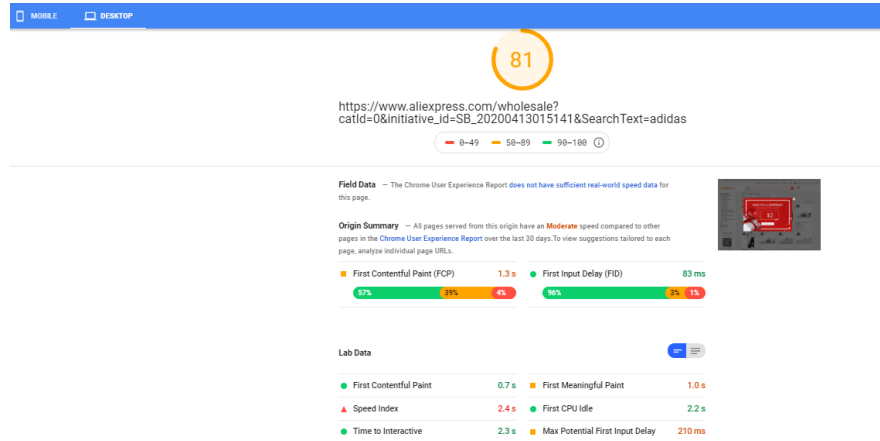 MOBILE
DESKTOP
81
https://www.aliexpress.com/wholesale?
catId=0&initiative_id=SB_20200413015141&SearchText=adidas
0–49 50–89 90–100
Field Data — The Chrome User Experience Report does not have sufficient real-world speed data for
this page.
Origin Summary — All pages served from this origin have an Moderate speed compared to other
pages in the Chrome User Experience Report over the last 30 days.To view suggestions tailored to each
page, analyze individual page URLs.
First Contentful Paint (FCP) 1.3 s
First Input Delay (FID) 83 ms
57% 39% 4%
96% 3% 1%
Lab Data
First Contentful Paint 0.7 s
First Meaningful Paint 1.0 s
Speed Index 2.4 s
First CPU Idle 2.2 s
Time to Interactive 2.3 s
Max Potential First Input Delay 210 ms